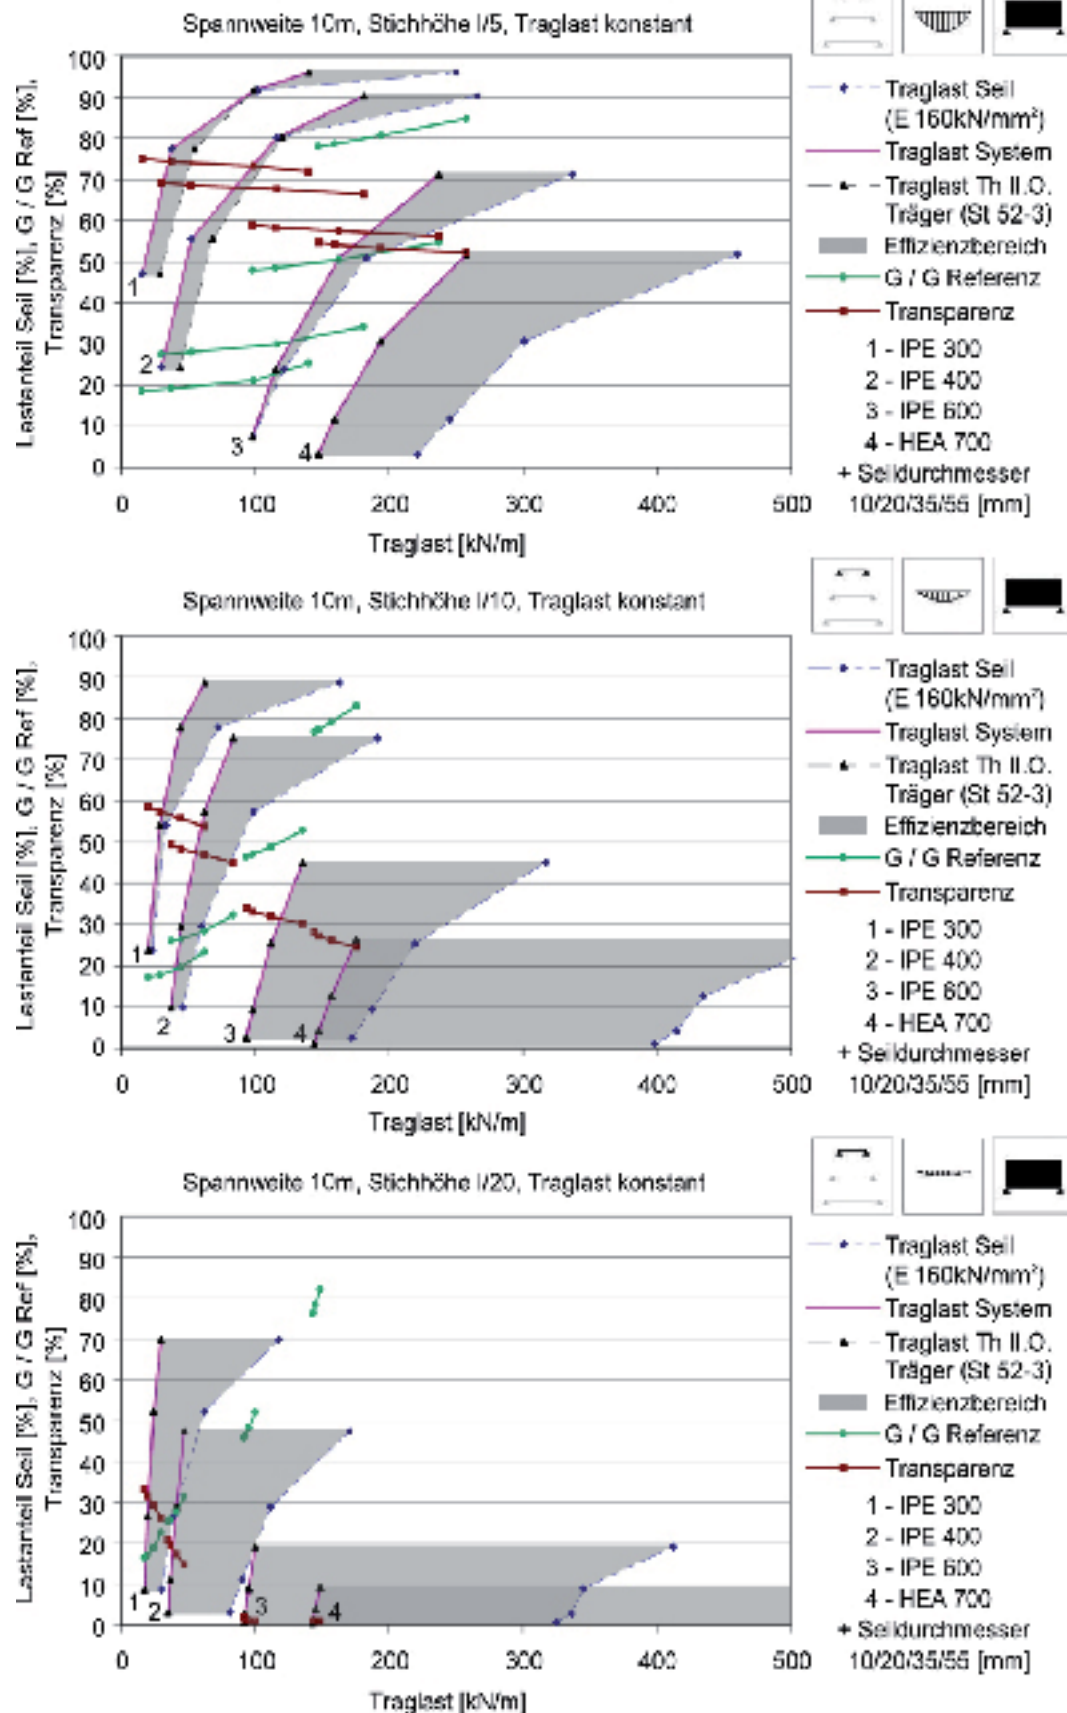 Spannweite 10m, Stichhöhe l/5, Traglast konstant
Lastanteil Seil [%], G / G Ref [%],
Transparenz [%]
100
90
80
70
60
50
40
30
20
10
0
1
2
3
4
0 100 200 300 400 500
Traglast [kN/m]
Traglast Seil
(E 160kN/mm²)
Traglast System
Traglast Th II.O.
Träger (St 52-3)
Effizienzbereich
G / G Referenz
Transparenz
1 - IPE 300
2 - IPE 400
3 - IPE 600
4 - HEA 700
+ Seildurchmesser
10/20/35/55 [mm]
Spannweite 10m, Stichhöhe l/10, Traglast konstant
Lastanteil Seil [%], G / G Ref [%],
Transparenz [%]
100
90
80
70
60
50
40
30
20
10
0
1
2
3
4
0 100 200 300 400 500
Traglast [kN/m]
Traglast Seil
(E 160kN/mm²)
Traglast System
Traglast Th II.O.
Träger (St 52-3)
Effizienzbereich
G / G Referenz
Transparenz
1 - IPE 300
2 - IPE 400
3 - IPE 600
4 - HEA 700
+ Seildurchmesser
10/20/35/55 [mm]
Spannweite 10m, Stichhöhe l/20, Traglast konstant
Lastanteil Seil [%], G / G Ref [%],
Transparenz [%]
100
90
80
70
60
50
40
30
20
10
0
1
2
3
4
0 100 200 300 400 500
Traglast [kN/m]
Traglast Seil
(E 160kN/mm²)
Traglast System
Traglast Th II.O.
Träger (St 52-3)
Effizienzbereich
G / G Referenz
Transparenz
1 - IPE 300
2 - IPE 400
3 - IPE 600
4 - HEA 700
+ Seildurchmesser
10/20/35/55 [mm]